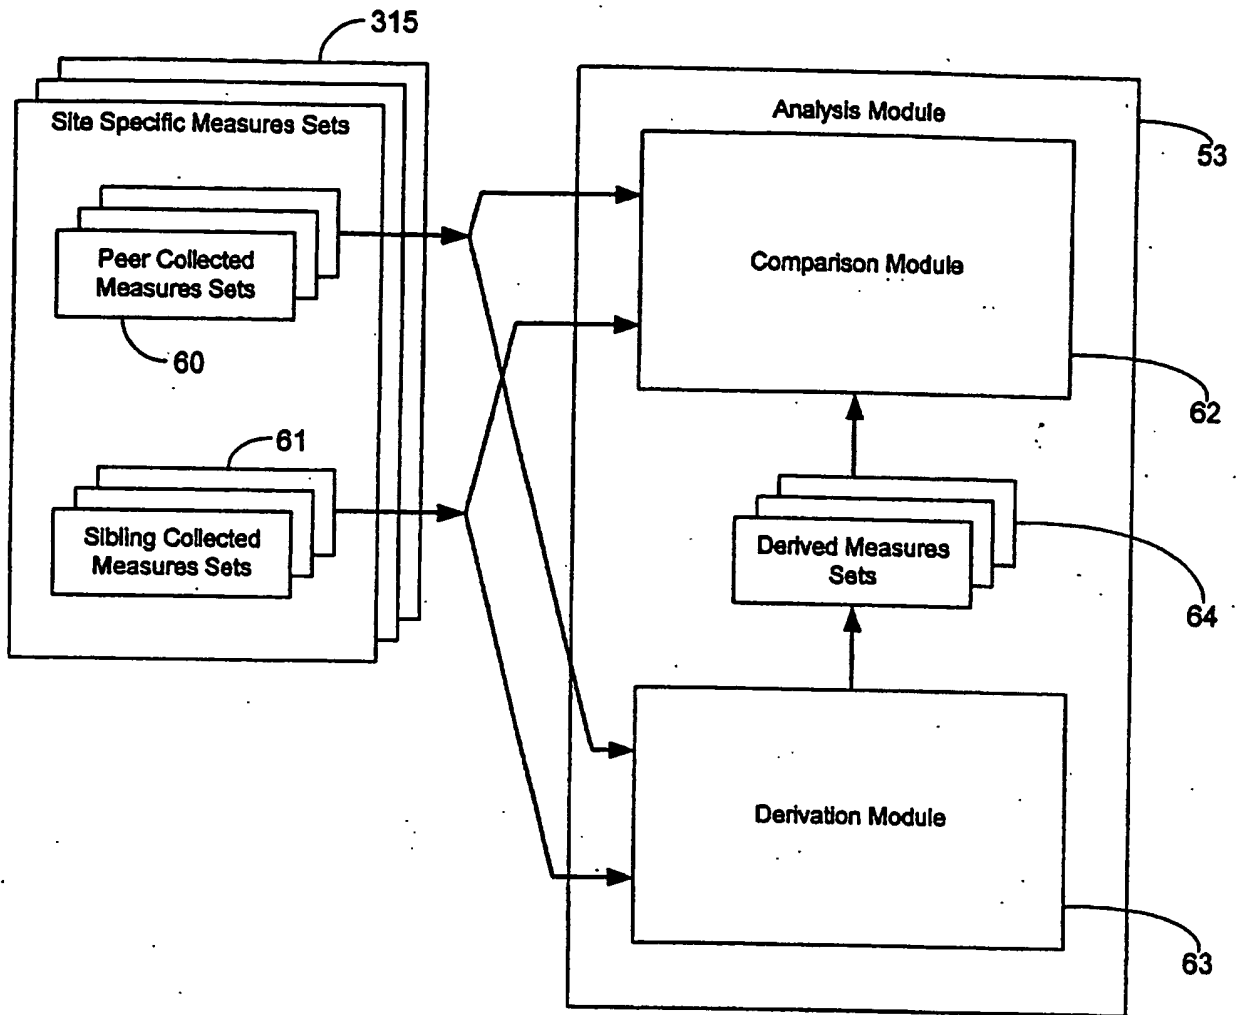 315
Site Specific Measures Sets
Analysis Module
53
Peer Collected
Measures Sets
Comparison Module
60
62
61
Sibling Collected
Measures Sets
Derived Measures
Sets
64
Derivation Module
63